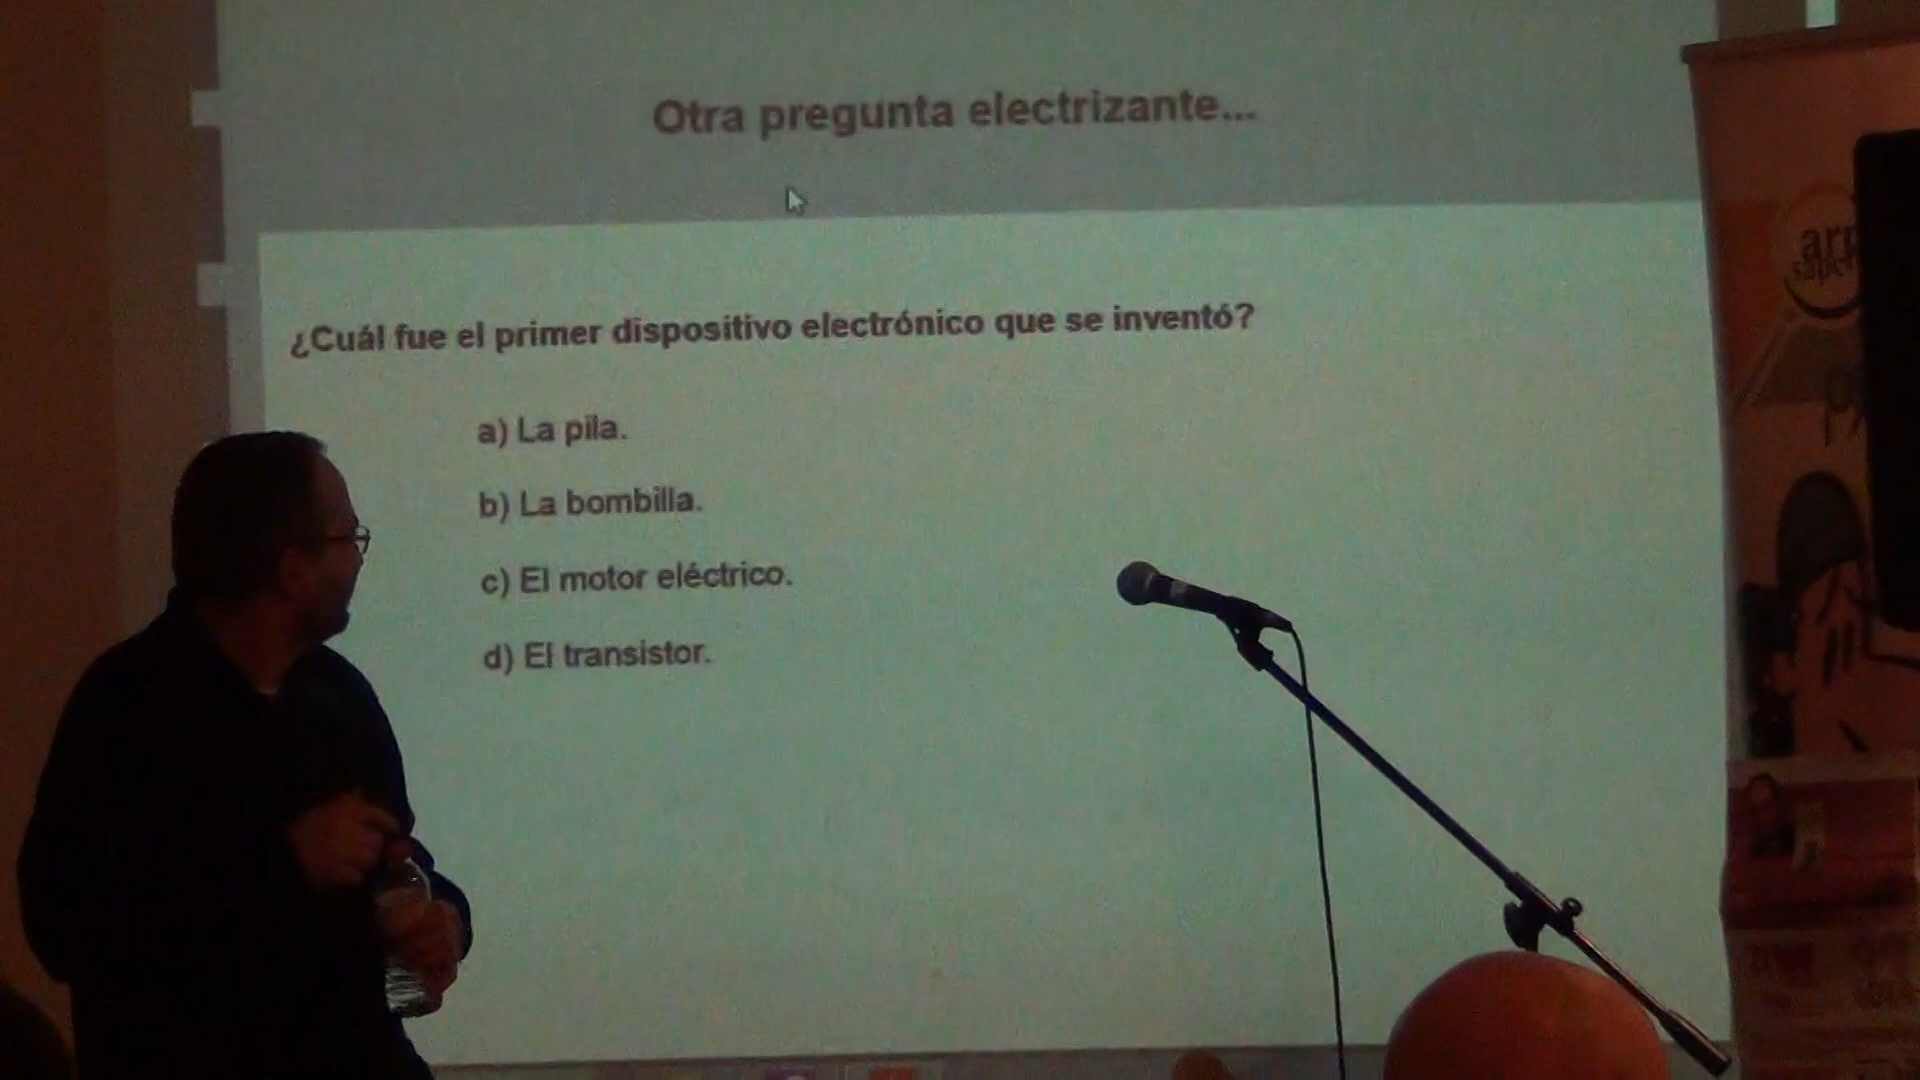 Otra pregunta electrizante...
¿Cuál fue el primer dispositivo electrónico que se inventó?
a) La pila.
b) La bombilla.
c) El motor eléctrico.
d) El transistor.